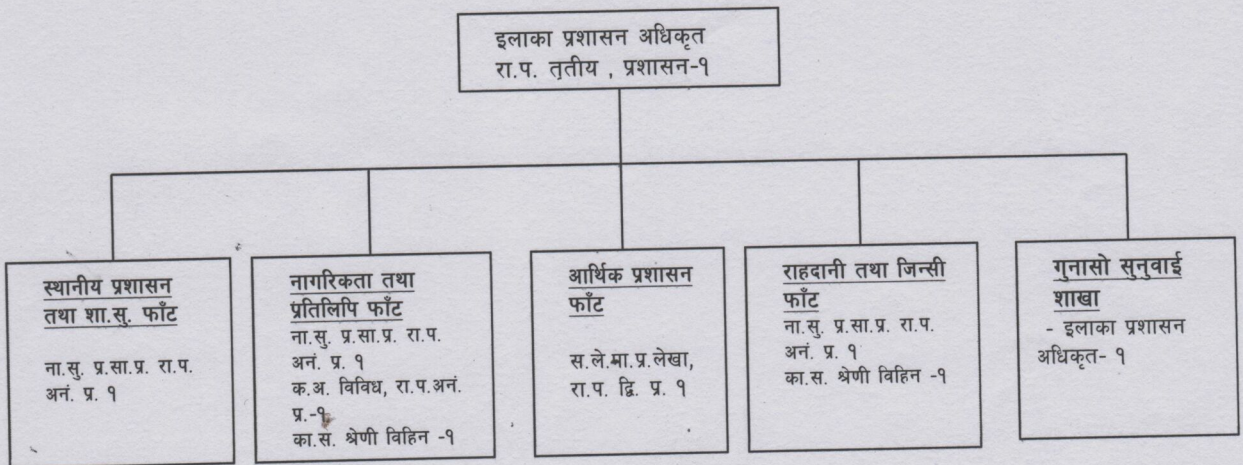 इलाका प्रशासन अधिकृत
रा.प. तृतीय , प्रशासन-१
स्थानीय प्रशासन
तथा शा.सु. फाँट
ना.सु. प्र.सा.प्र. रा.प.
अनं. प्र. १
नागरिकता तथा
प्रतिलिपि फाँट
ना.सु. प्र.सा.प्र. रा.प.
अनं. प्र. १
क.अ. विविध, रा.प.अनं.
प्र.-१
का.स. श्रेणी विहिन -१
आर्थिक प्रशासन
फाँट
स.ले.मा.प्र.लेखा,
रा.प. द्वि. प्र. १
राहदानी तथा जिन्सी
फाँट
ना.सु. प्र.सा.प्र. रा.प.
अनं. प्र. १
का.स. श्रेणी विहिन -१
गुनासो सुनुवाई
शाखा
- इलाका प्रशासन
अधिकृत- १